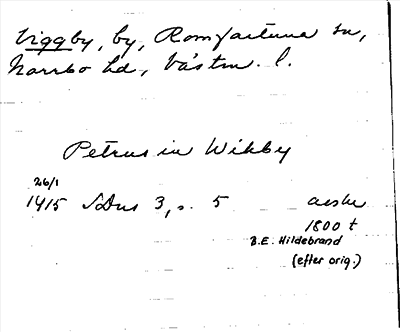 Viggby, by, Romfartuna sn,
Norrbo hd, Västm. l.
Petrus in Wikby
26/1
1415 SDns 3, s. 5 avskr
1800 t
B.E. Hildebrand
(efter orig.)